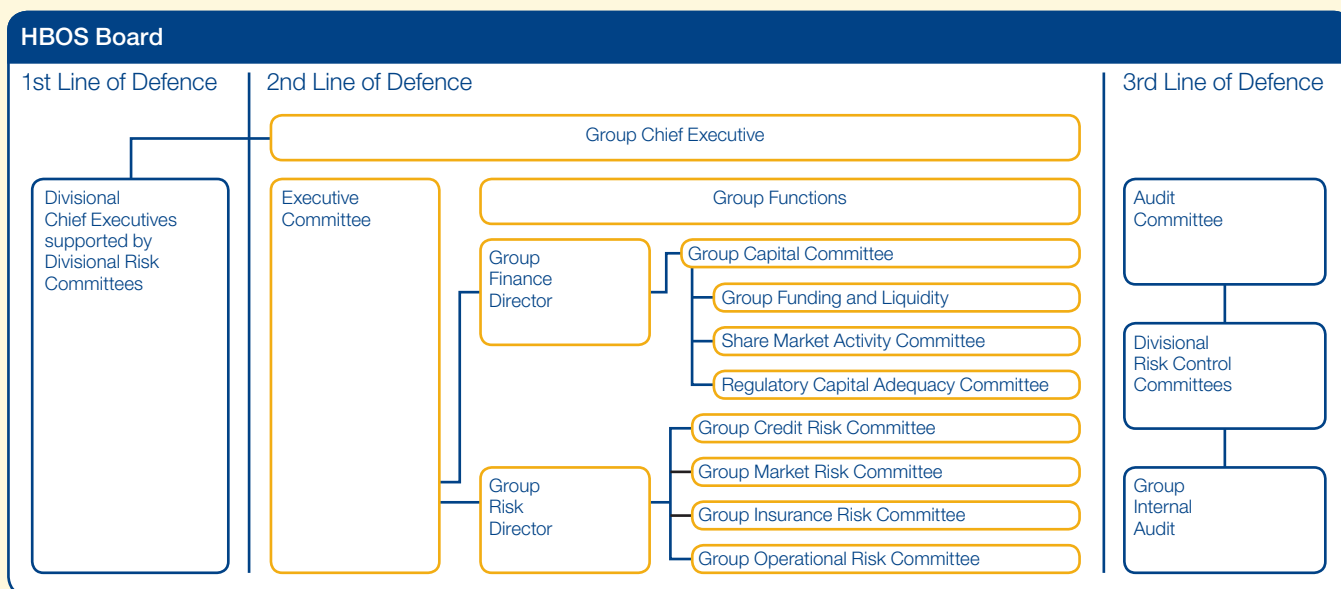 HBOS Board
1st Line of Defence
2nd Line of Defence
3rd Line of Defence
Group Chief Executive
Divisional
Chief Executives
supported by
Divisional Risk
Committees
Executive
Committee
Group Functions
Group
Finance
Director
Group Capital Committee
Group Funding and Liquidity
Share Market Activity Committee
Regulatory Capital Adequacy Committee
Group
Risk
Director
Group Credit Risk Committee
Group Market Risk Committee
Group Insurance Risk Committee
Group Operational Risk Committee
Audit
Committee
Divisional
Risk Control
Committees
Group
Internal
Audit